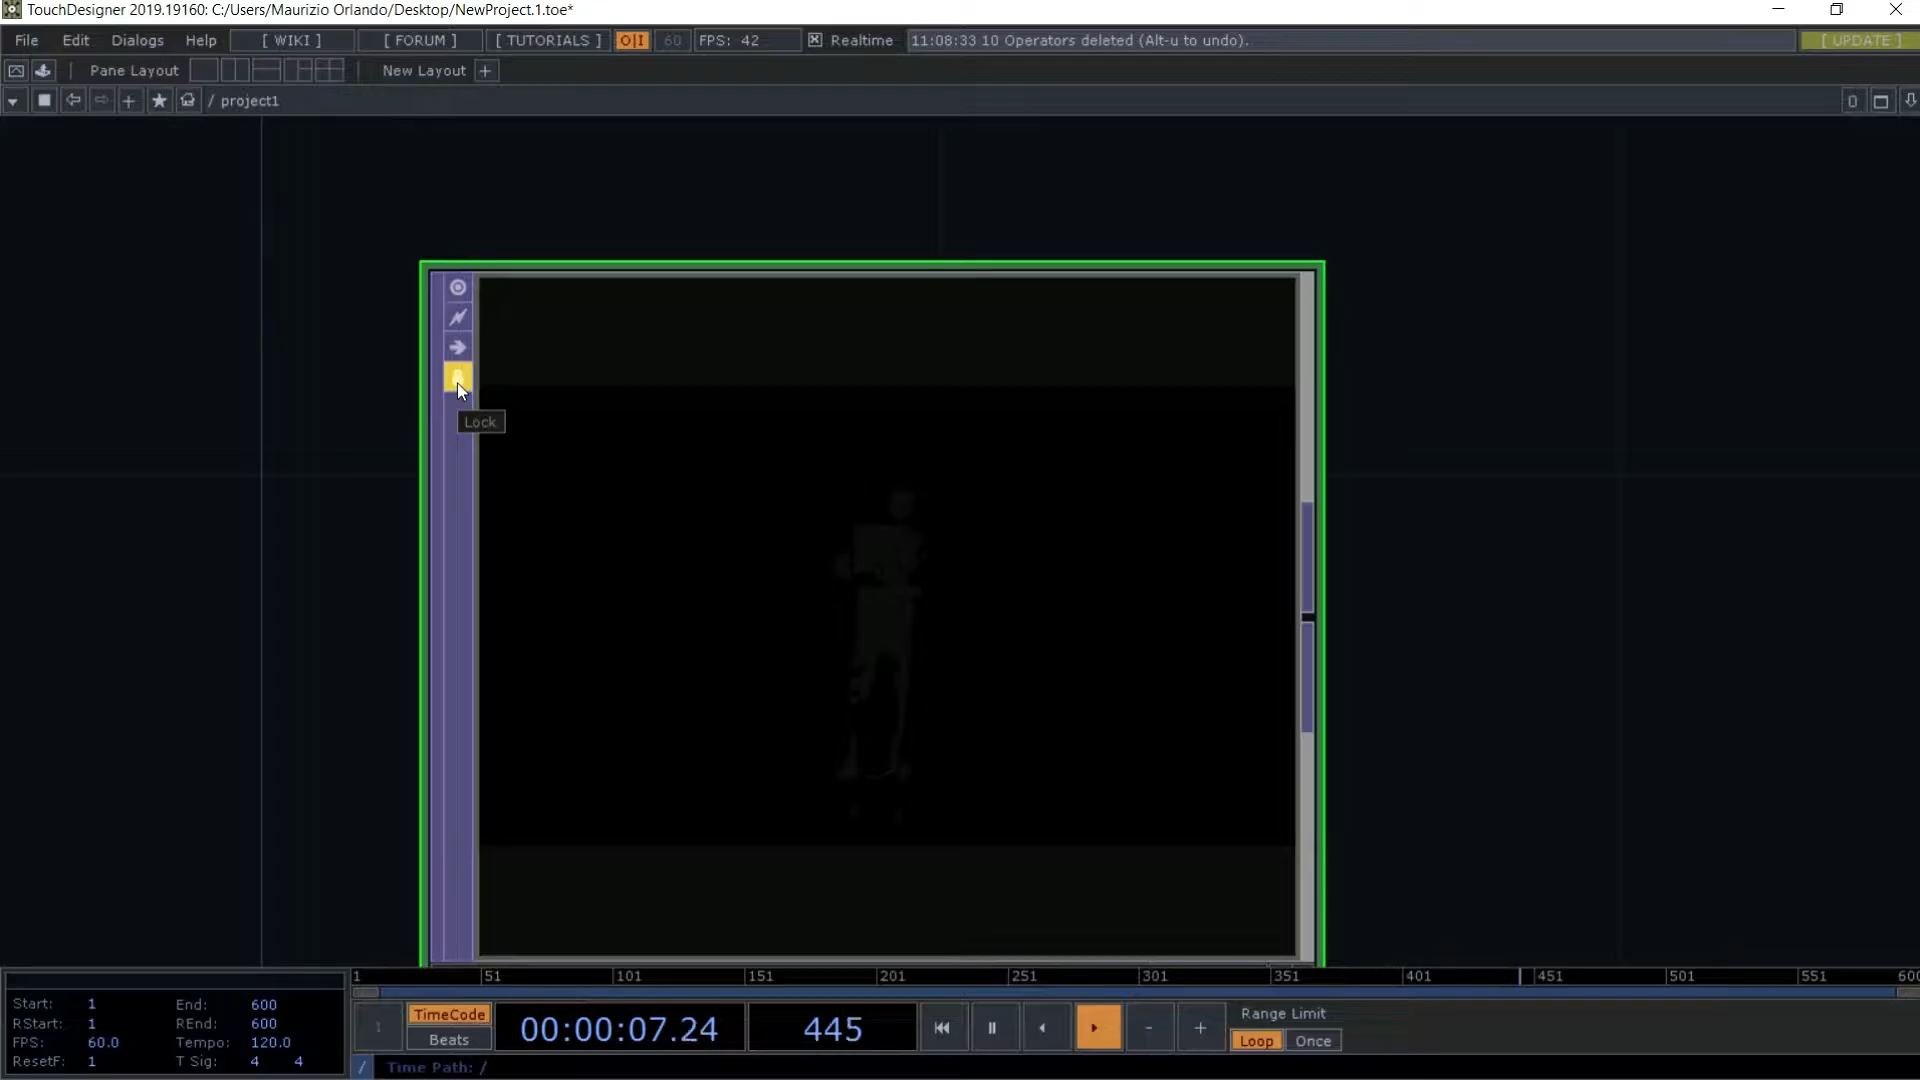 TouchDesigner 2019.19160: C:/Users/Maurizio Orlando/Desktop/NewProject.1.toe*
File Edit Dialogs Help [ WIKI ] [ FORUM ] [ TUTORIALS ] O|I 60 FPS: 42 Realtime 11:08:33 10 Operators deleted (Alt-u to undo). [ UPDATE ]
Pane Layout New Layout +
/ project1 0
Lock
1 51 101 151 201 251 301 351 401 451 501 551 600
Start: 1 End: 600
RStart: 1 REnd: 600
FPS: 60.0 Tempo: 120.0
ResetF: 1 T Sig: 4 4
TimeCode
Beats
00:00:07.24 445
- +
Range Limit
Loop Once
/ Time Path: /